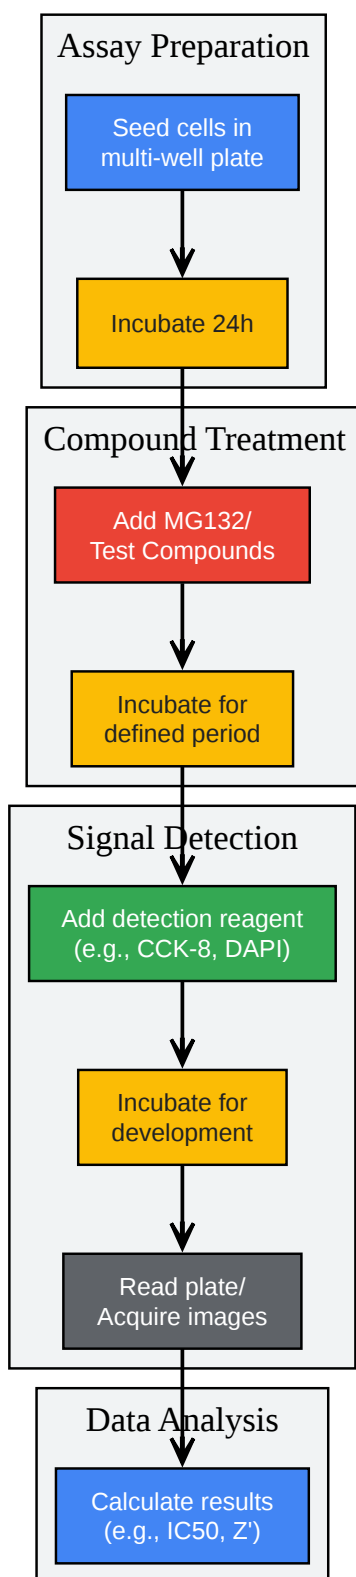 Assay Preparation
Seed cells in
multi-well plate
Incubate 24h
Compound Treatment
Add MG132/
Test Compounds
Incubate for
defined period
Signal Detection
Add detection reagent
(e.g., CCK-8, DAPI)
Incubate for
development
Read plate/
Acquire images
Data Analysis
Calculate results
(e.g., IC50, Z')